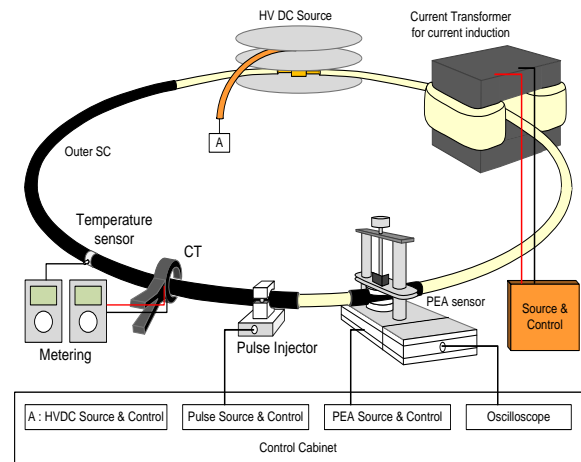 HV DC Source
Current Transformer
for current induction
A
Outer SC
Temperature
sensor
CT
PEA sensor
Source &
Control
Metering
Pulse Injector
A : HVDC Source & Control
Pulse Source & Control
PEA Source & Control
Oscilloscope
Control Cabinet